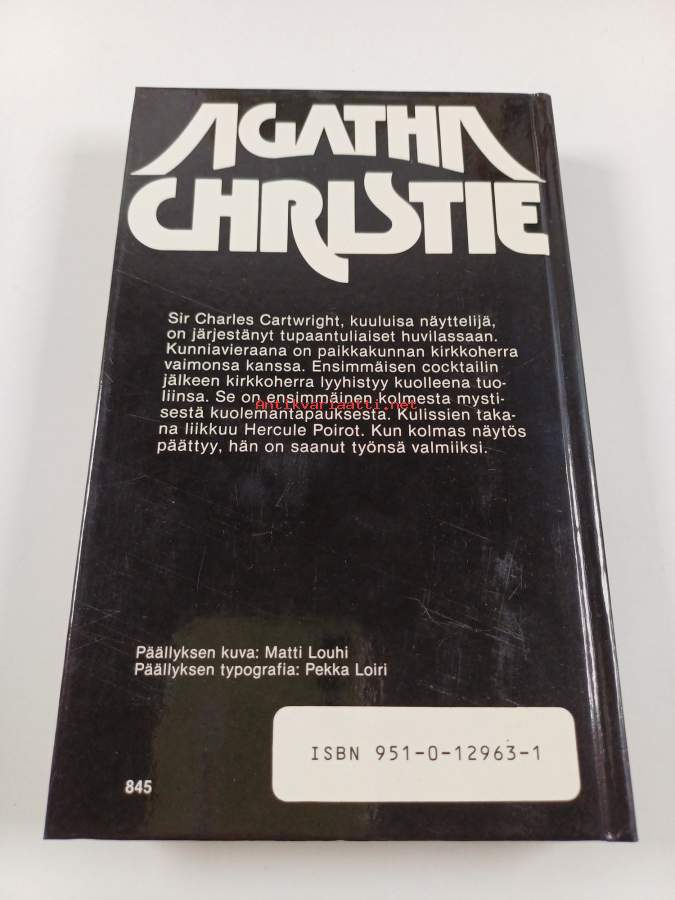 AGATHA
CHRISTIE
Sir Charles Cartwright, kuuluisa näyttelijä,
on järjestänyt tupaantuliaiset huvilassaan.
Kunniavieraana on paikkakunnan kirkkoherra
vaimonsa kanssa. Ensimmäisen cocktailin
jälkeen kirkkoherra lyyhistyy kuolleena tuo-
liinsa. Se on ensimmäinen kolmesta mysti-
Antikvariaatti.net
sestä kuolemantapauksesta. Kulissien taka-
na liikkuu Hercule Poirot. Kun kolmas näytös
päättyy, hän on saanut työnsä valmiiksi.
Päällyksen kuva: Matti Louhi
Päällyksen typografia: Pekka Loiri
ISBN 951-0-12963-1
845